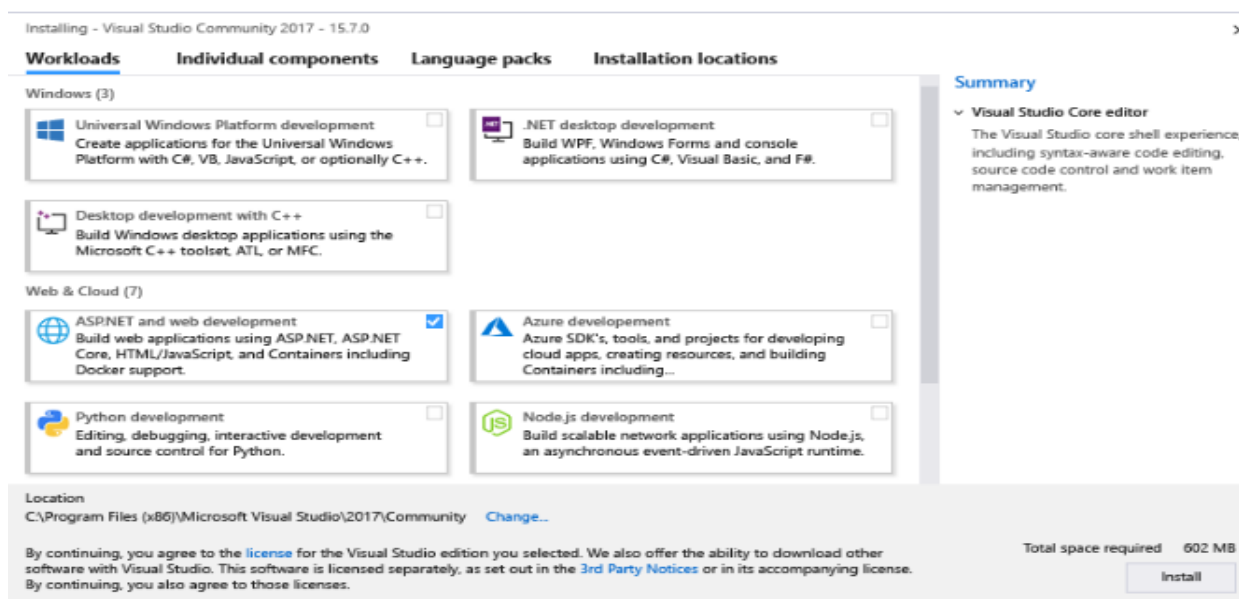 Installing - Visual Studio Community 2017 - 15.7.0
Workloads Individual components Language packs Installation locations
Windows (3)
Universal Windows Platform development
Create applications for the Universal Windows
Platform with C#, VB, JavaScript, or optionally C++.
.NET desktop development
Build WPF, Windows Forms and console
applications using C#, Visual Basic, and F#.
Desktop development with C++
Build Windows desktop applications using the
Microsoft C++ toolset, ATL, or MFC.
Web & Cloud (7)
ASP.NET and web development
Build web applications using ASP.NET, ASP.NET
Core, HTML/JavaScript, and Containers including
Docker support.
Azure developement
Azure SDK's, tools, and projects for developing
cloud apps, creating resources, and building
Containers including...
Python development
Editing, debugging, interactive development
and source control for Python.
Node.js development
Build scalable network applications using Node.js,
an asynchronous event-driven JavaScript runtime.
Summary
Visual Studio Core editor
The Visual Studio core shell experience,
including syntax-aware code editing,
source code control and work item
management.
Location
C:\Program Files (x86)\Microsoft Visual Studio\2017\Community Change...
By continuing, you agree to the license for the Visual Studio edition you selected. We also offer the ability to download other
software with Visual Studio. This software is licensed separately, as set out in the 3rd Party Notices or in its accompanying license.
By continuing, you also agree to those licenses.
Total space required 602 MB
Install